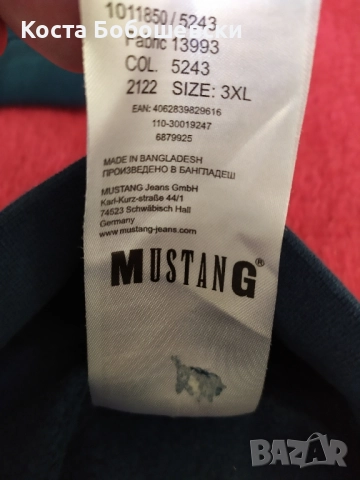 Коста Бобошевски
1011850/5243
Fabric 13993
COL. 5243
2122 SIZE: 3XL
EAN: 4062839829616
110-30019247
6879925
MADE IN BANGLADESH
ПРОИЗВЕДЕНО В БАНГЛАДЕШ
MUSTANG Jeans GmbH
Karl-Kurz-straße 44/1
74523 Schwäbisch Hall
Germany
www.mustang-jeans.com
MUSTANG®
BAZAR